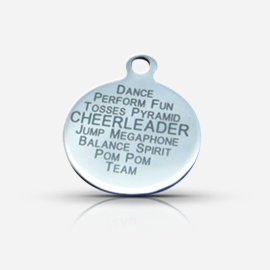 Dance
Perform Fun
Tosses Pyramid
CHEERLEADER
Jump Megaphone
Balance Spirit
Pom Pom
Team